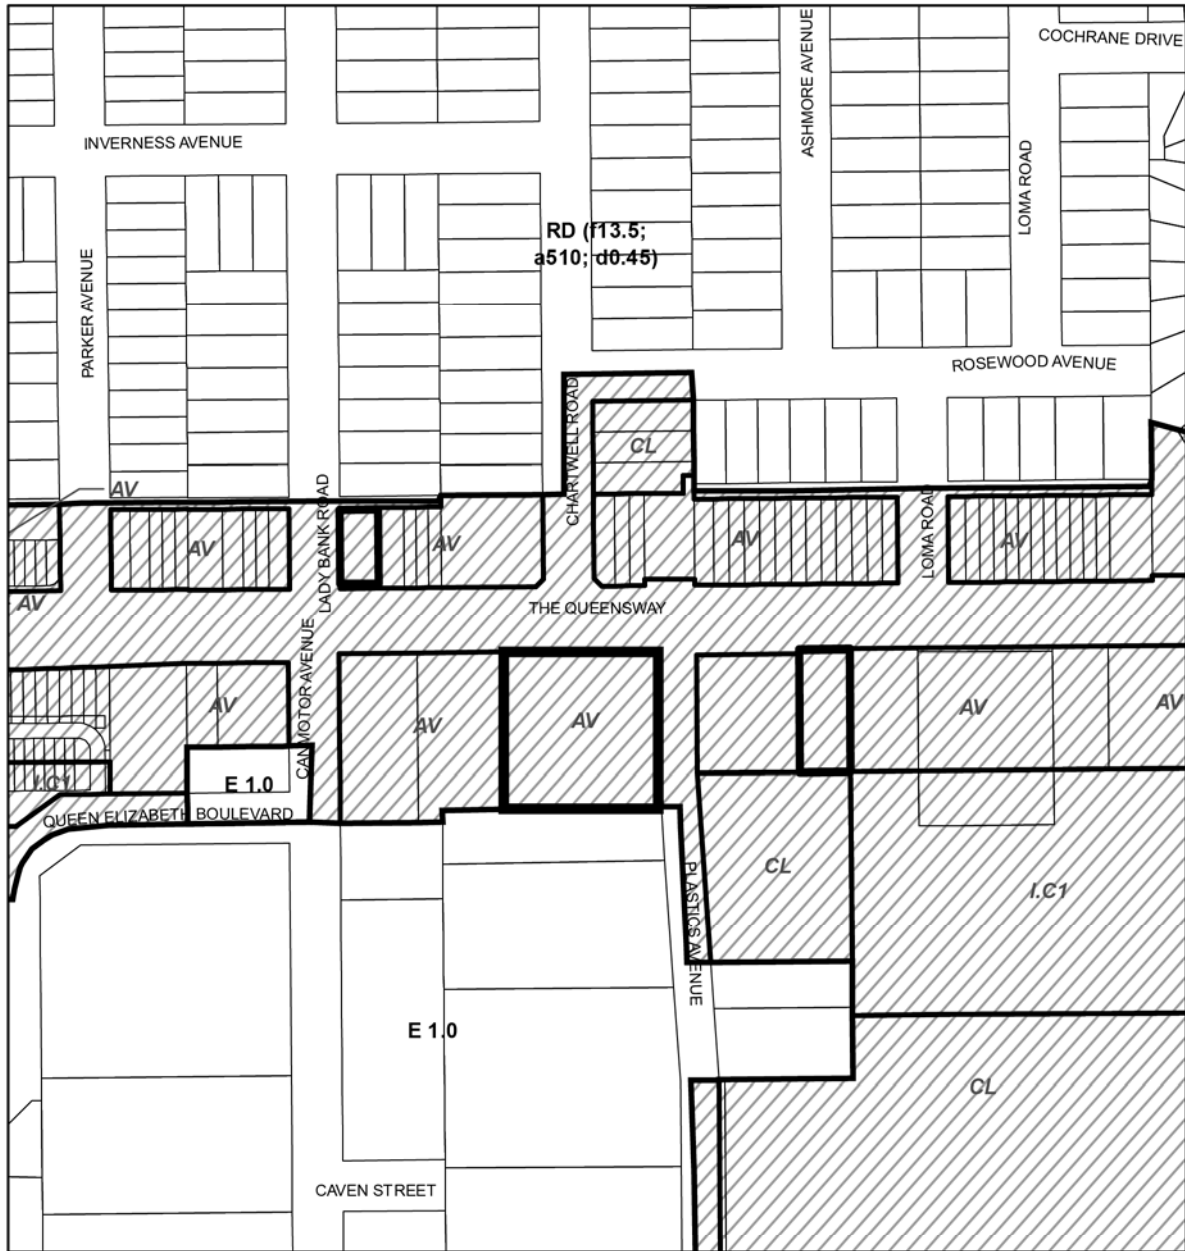 COCHRANE DRIVE
ASHMORE AVENUE
INVERNESS AVENUE
LOMA ROAD
RD (f13.5;
a510; d0.45)
PARKER AVENUE
ROSEWOOD AVENUE
CHARTWELL ROAD
CL
AV
LADY BANK ROAD
LOMA ROAD
AV
AV
AV
AV
AV
THE QUEENSWAY
CANMOTOR AVENUE
AV
AV
AV
AV
AV
I.C1
E 1.0
QUEEN ELIZABETH BOULEVARD
PLASTICS AVENUE
CL
I.C1
E 1.0
CL
CAVEN STREET